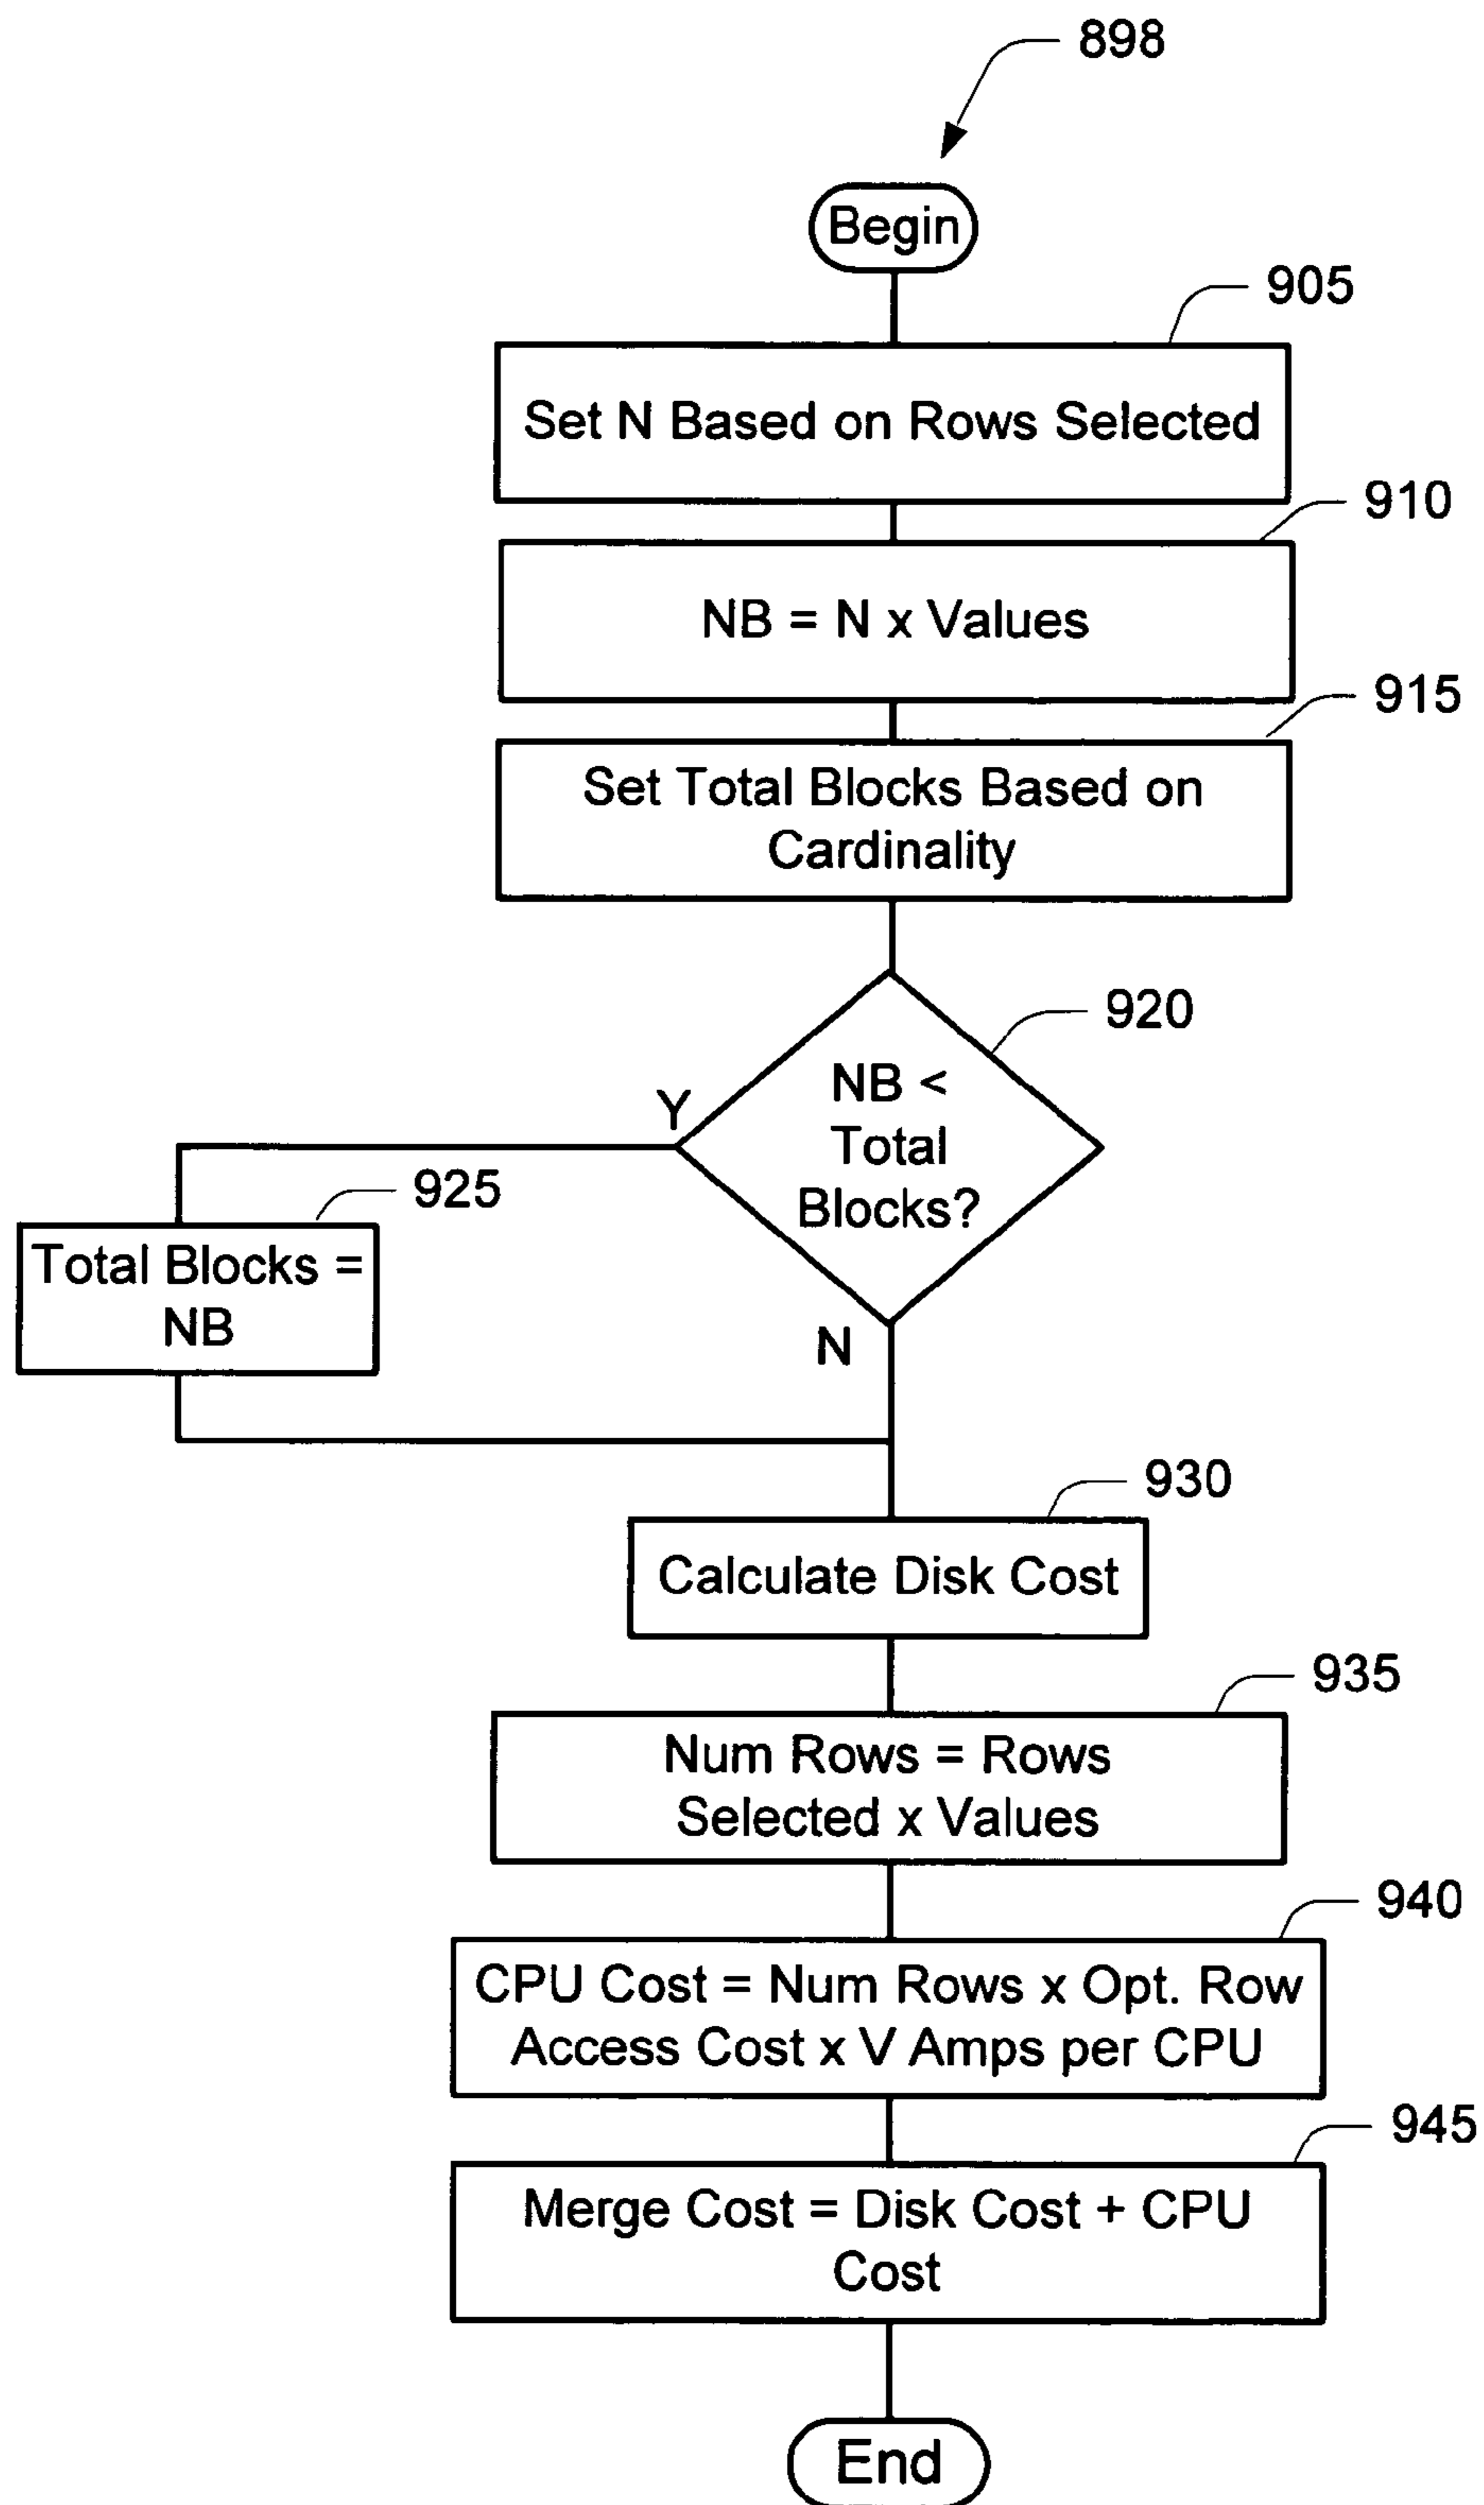 898
Begin
905
Set N Based on Rows Selected
910
NB = N x Values
915
Set Total Blocks Based on
Cardinality
920
NB <
Total
Blocks?
Y
925
Total Blocks =
NB
N
930
Calculate Disk Cost
935
Num Rows = Rows
Selected x Values
940
CPU Cost = Num Rows x Opt. Row
Access Cost x V Amps per CPU
945
Merge Cost = Disk Cost + CPU
Cost
End